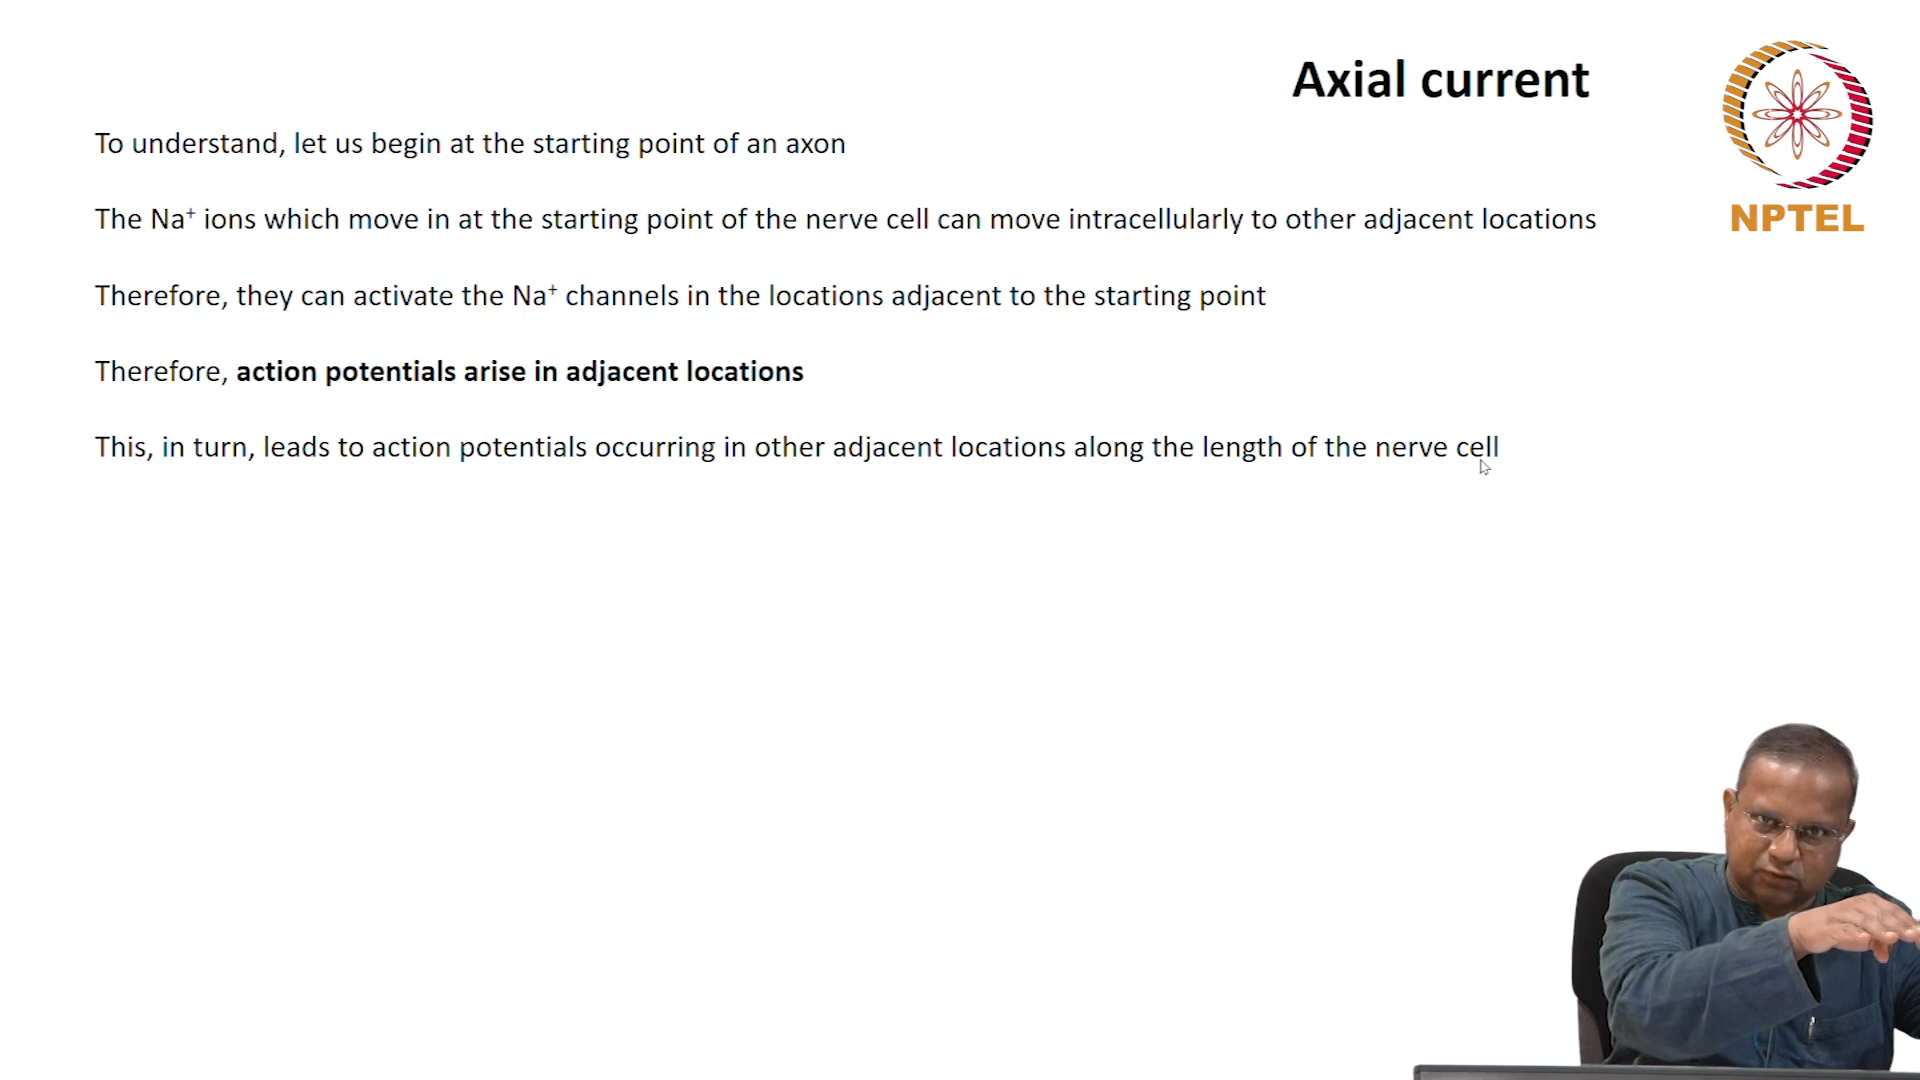 Axial current
NPTEL
To understand, let us begin at the starting point of an axon
The Na⁺ ions which move in at the starting point of the nerve cell can move intracellularly to other adjacent locations
Therefore, they can activate the Na⁺ channels in the locations adjacent to the starting point
Therefore, action potentials arise in adjacent locations
This, in turn, leads to action potentials occurring in other adjacent locations along the length of the nerve cell